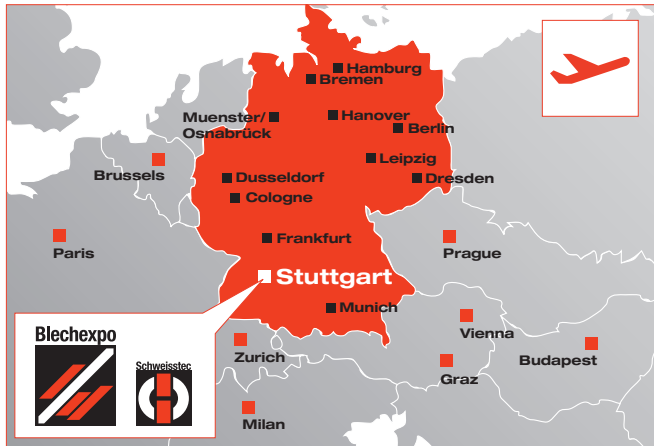 Hamburg
Bremen
Muenster/
Osnabrück
Hanover
Berlin
Brussels
Leipzig
Dusseldorf
Dresden
Cologne
Paris
Frankfurt
Prague
Stuttgart
Munich
Blechexpo
Schweisstec
Zurich
Vienna
Budapest
Graz
Milan